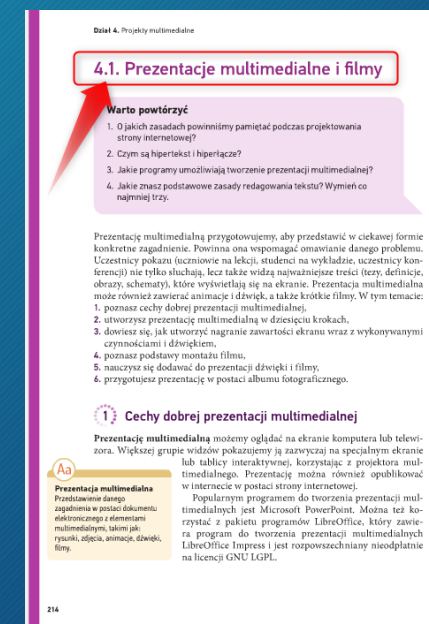 Dział 4. Projekty multimedialne
4.1. Prezentacje multimedialne i filmy
Warto powtórzyć
1. O jakich zasadach powinniśmy pamiętać podczas projektowania
strony internetowej?
2. Czym są hipertekst i hiperłącze?
3. Jakie programy umożliwiają tworzenie prezentacji multimedialnej?
4. Jakie znasz podstawowe zasady redagowania tekstu? Wymień co
najmniej trzy.
Prezentację multimedialną przygotowujemy, aby przedstawić w ciekawej formie
konkretne zagadnienie. Powinna ona wspomagać omawianie danego problemu.
Uczestnicy pokazu (uczniowie na lekcji, studenci na wykładzie, uczestnicy kon-
ferencji) nie tylko słuchają, lecz także widzą najważniejsze treści (tezy, definicje,
obrazy, schematy), które wyświetlają się na ekranie. Prezentacja multimedialna
może również zawierać animacje i dźwięk, a także krótkie filmy. W tym temacie:
1. poznasz cechy dobrej prezentacji multimedialnej,
2. utworzysz prezentację multimedialną w dziesięciu krokach,
3. dowiesz się, jak utworzyć nagranie zawartości ekranu wraz z wykonywanymi
czynnościami i dźwiękiem,
4. poznasz podstawy montażu filmu,
5. nauczysz się dodawać do prezentacji dźwięki i filmy,
6. przygotujesz prezentację w postaci albumu fotograficznego.
1 Cechy dobrej prezentacji multimedialnej
Prezentację multimedialną możemy oglądać na ekranie komputera lub telewi-
zora. Większej grupie widzów pokazujemy ją zazwyczaj na specjalnym ekranie
lub tablicy interaktywnej, korzystając z projektora mul-
timedialnego. Prezentację można również opublikować
w internecie w postaci strony internetowej.
Popularnym programem do tworzenia prezentacji mul-
timedialnych jest Microsoft PowerPoint. Można też ko-
rzystać z pakietu programów LibreOffice, który zawie-
ra program do tworzenia prezentacji multimedialnych
LibreOffice Impress i jest rozpowszechniany nieodpłatnie
na licencji GNU LGPL.
Aa
Prezentacja multimedialna
Przedstawienie danego
zagadnienia w postaci dokumentu
elektronicznego z elementami
multimedialnymi, takimi jak:
rysunki, zdjęcia, animacje, dźwięki,
filmy.
214